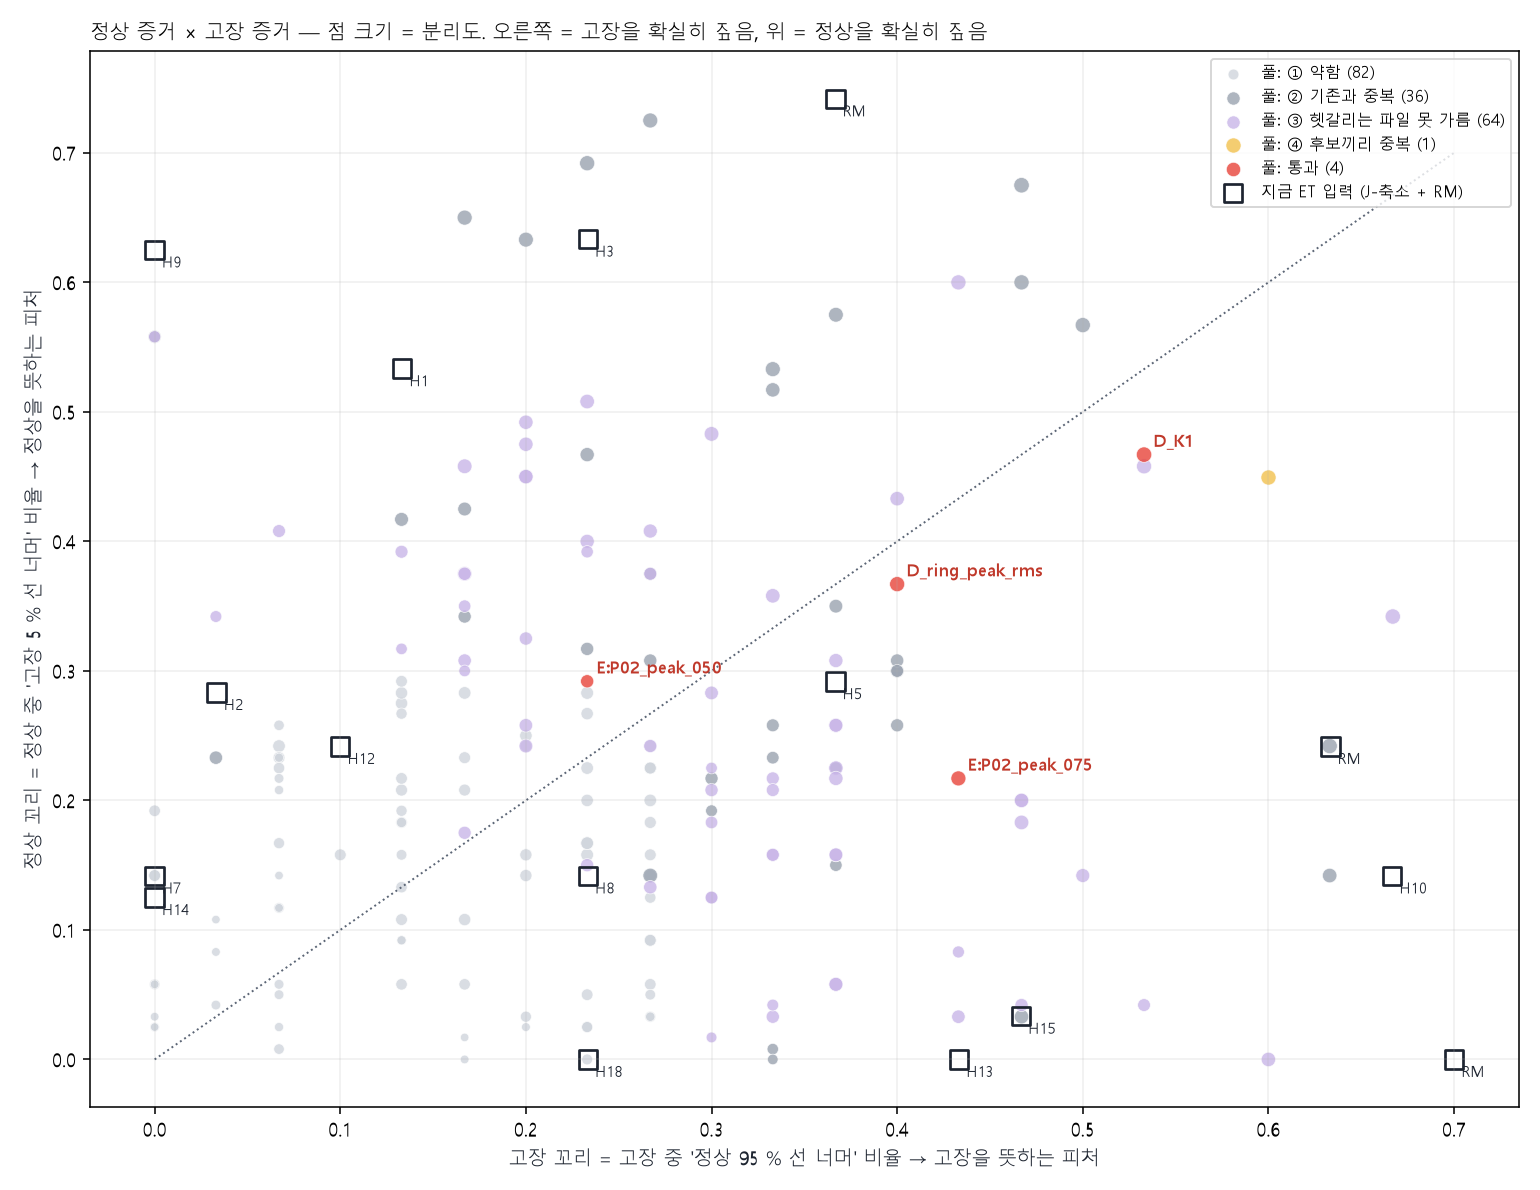 정상 증거 × 고장 증거 — 점 크기 = 분리도. 오른쪽 = 고장을 확실히 짚음, 위 = 정상을 확실히 짚음
풀: ① 약함 (82)
풀: ② 기존과 중복 (36)
풀: ③ 헷갈리는 파일 못 가름 (64)
풀: ④ 후보끼리 중복 (1)
풀: 통과 (4)
지금 ET 입력 (J-축소 + RM)
정상 꼬리 = 정상 중 '고장 5 % 선 너머' 비율 → 정상을 뜻하는 피처
0.7
0.6
0.5
0.4
0.3
0.2
0.1
0.0
RM
H9
H3
H1
D_K1
D_ring_peak_rms
E:P02_peak_050
H5
H2
H12
RM
E:P02_peak_075
H7
H8
H10
H14
H15
H18
H13
RM
0.0 0.1 0.2 0.3 0.4 0.5 0.6 0.7
고장 꼬리 = 고장 중 '정상 95 % 선 너머' 비율 → 고장을 뜻하는 피처